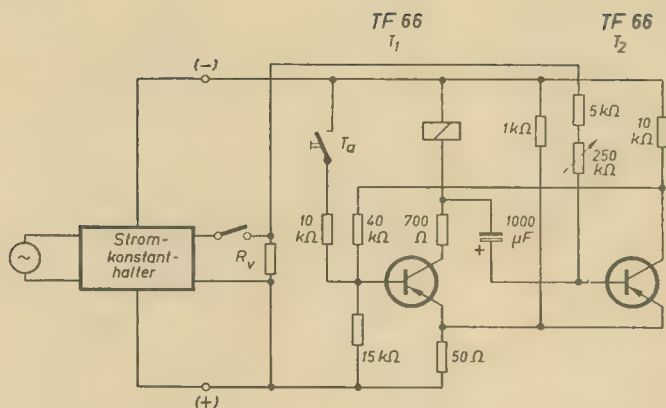 TF 66
T1
TF 66
T2
(-)
Ta
1kΩ
5kΩ
10
kΩ
250
kΩ
10
kΩ
40
kΩ
700
Ω
1000
µF
+
Strom-
konstant-
halter
Rv
~
15kΩ
50Ω
(+)